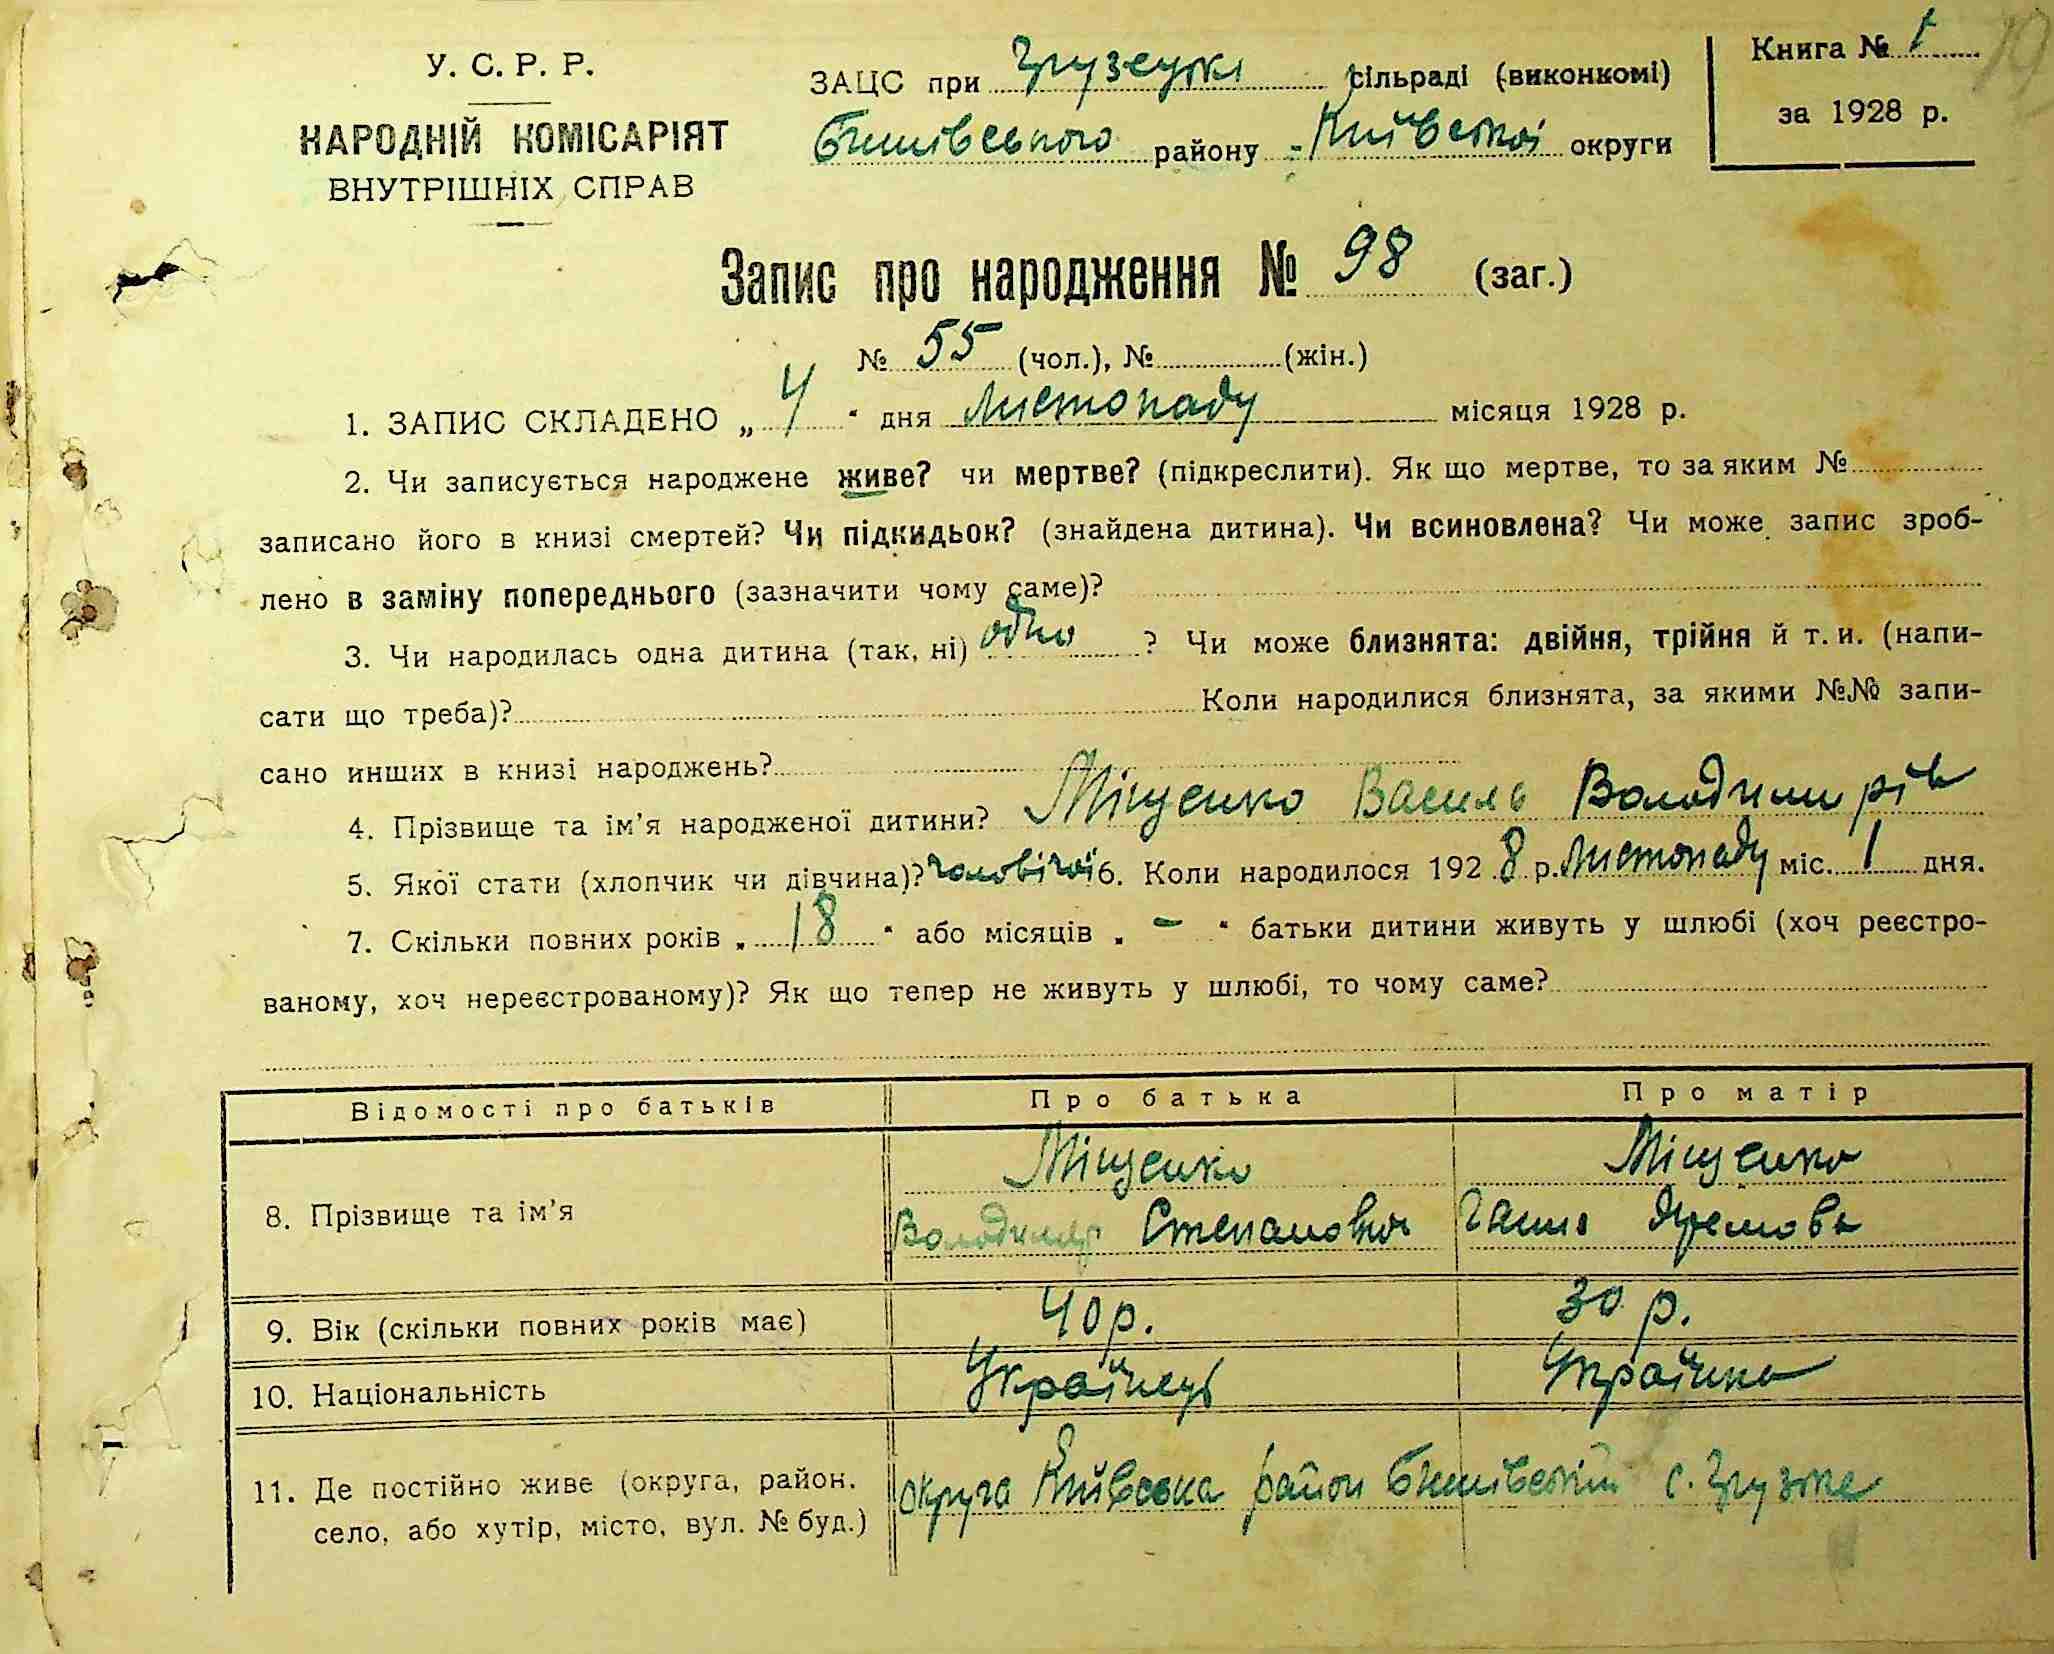 У. С. Р. Р.
НАРОДНІЙ КОМІСАРІЯТ
ВНУТРІШНІХ СПРАВ
ЗАЦС при Грузецькі сільраді (виконкомі)
Бишівського району Київської округи
Книга № 1
за 1928 р.
Запис про народження № 98 (заг.)
№ 55 (чол.), № (жін.)
1. ЗАПИС СКЛАДЕНО „ 4 “ дня Листопаду місяця 1928 р.
2. Чи записується народжене живе? чи мертве? (підкреслити). Як що мертве, то за яким №
записано його в книзі смертей? Чи підкидьок? (знайдена дитина). Чи всиновлена? Чи може запис зроб-
лено в заміну попереднього (зазначити чому саме)?
3. Чи народилась одна дитина (так, ні) одно ? Чи може близнята: двійня, трійня й т. и. (напи-
сати що треба)? Коли народилися близнята, за якими №№ запи-
сано инших в книзі народжень?
4. Прізвище та ім’я народженої дитини? Міщенко Василь Володимирів
5. Якої стати (хлопчик чи дівчина)? чоловічої 6. Коли народилося 1928 р. Листопаду міс. 1 дня.
7. Скільки повних років „ 18 “ або місяців „ - “ батьки дитини живуть у шлюбі (хоч реєстро-
ваному, хоч нереєстрованому)? Як що тепер не живуть у шлюбі, то чому саме?
Відомості про батьків Про батька Про матір
8. Прізвище та ім’я Міщенко Міщенко
Володимир Степанович Ганна
9. Вік (скільки повних років має) 40 р. 30 р.
10. Національність Українець Українка
11. Де постійно живе (округа, район. округа Київська район Бишівський с. Грузьке
село, або хутір, місто, вул. № буд.)